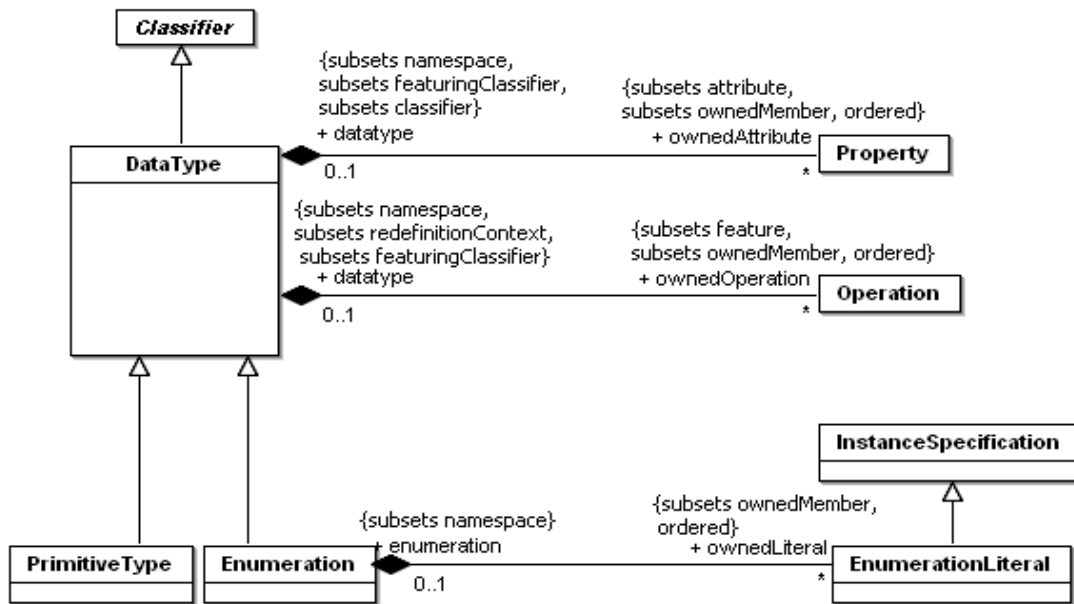 Classifier
{subsets namespace,
subsets featuringClassifier,
subsets classifier}
+ datatype
0..1
{subsets attribute,
subsets ownedMember, ordered}
+ ownedAttribute
*
Property
DataType
{subsets namespace,
subsets redefinitionContext,
subsets featuringClassifier}
+ datatype
0..1
{subsets feature,
subsets ownedMember, ordered}
+ ownedOperation
*
Operation
InstanceSpecification
PrimitiveType
Enumeration
{subsets namespace}
+ enumeration
0..1
{subsets ownedMember,
ordered}
+ ownedLiteral
*
EnumerationLiteral